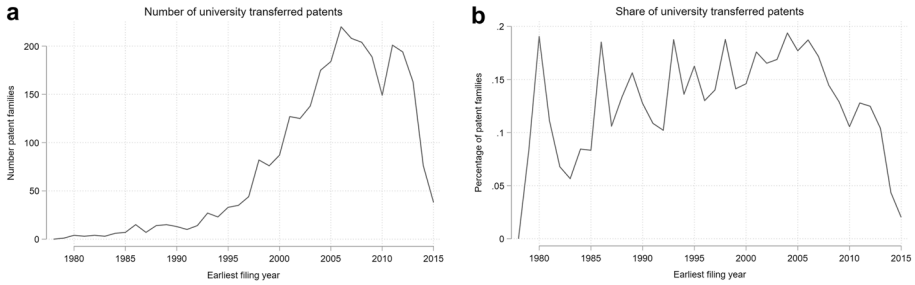 a
Number of university transferred patents
Number patent families
200
150
100
50
0
1980 1985 1990 1995 2000 2005 2010 2015
Earliest filing year
b
Share of university transferred patents
Percentage of patent families
.2
.15
.1
.05
0
1980 1985 1990 1995 2000 2005 2010 2015
Earliest filing year